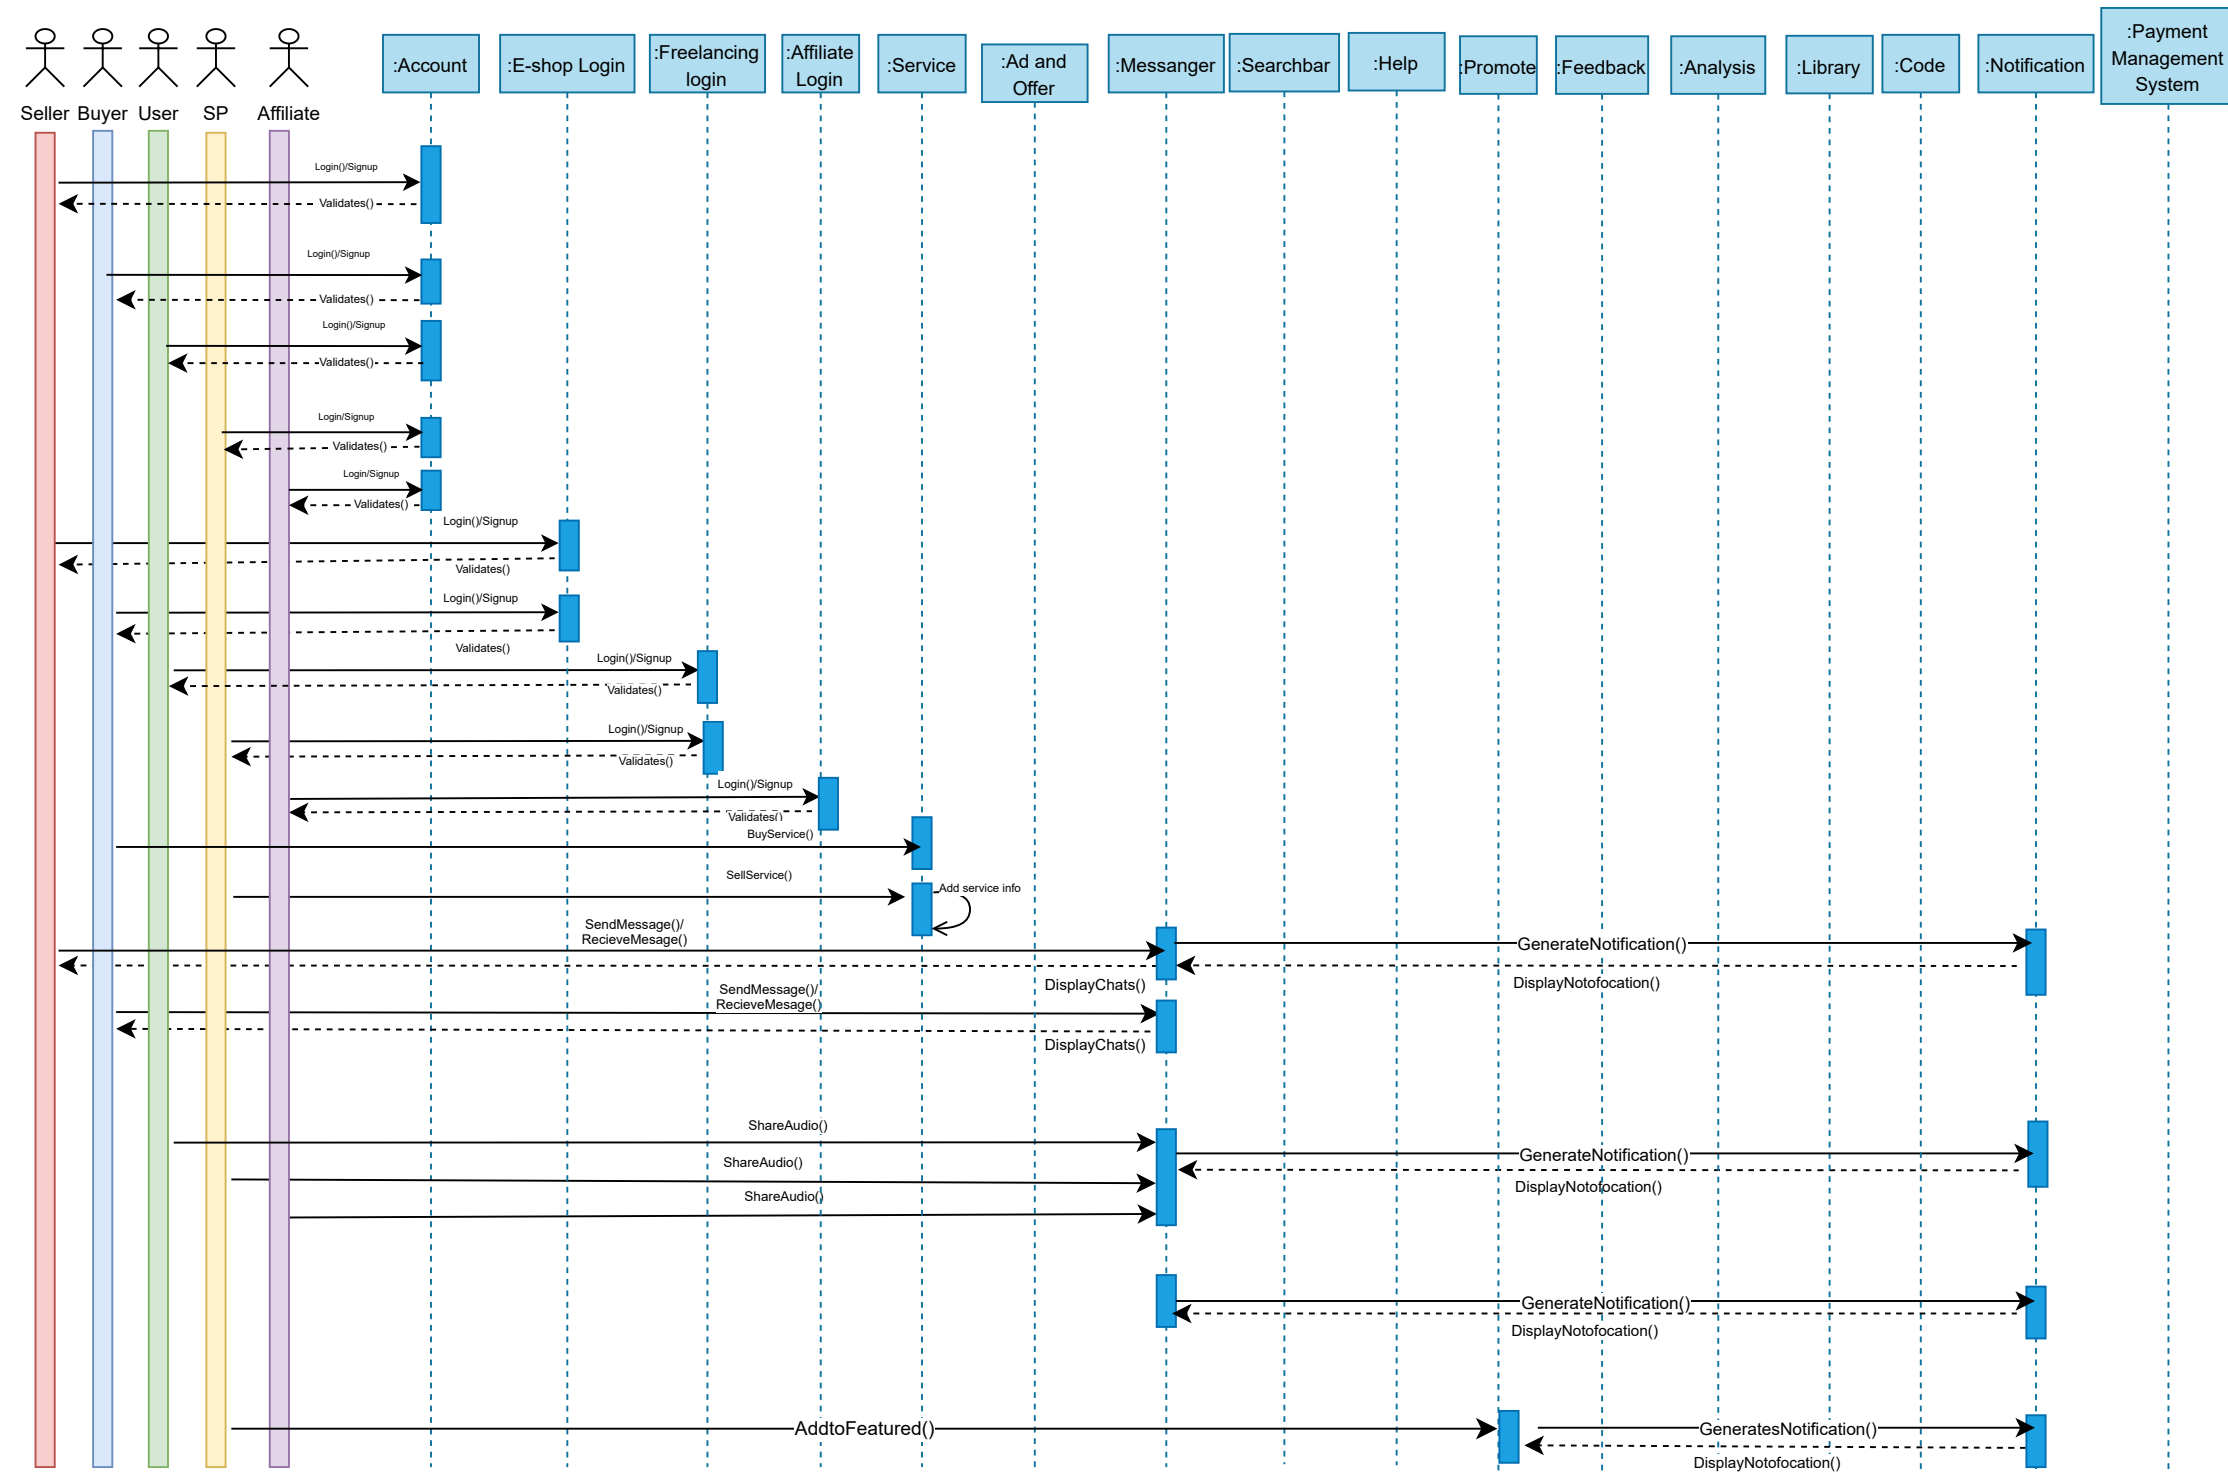 Seller
Buyer
User
SP
Affiliate
:Account
:E-shop Login
:Freelancing
login
:Affiliate
Login
:Service
:Ad and
Offer
:Messanger
:Searchbar
:Help
:Promote
:Feedback
:Analysis
:Library
:Code
:Notification
:Payment
Management
System
Login()/Signup
Validates()
Login()/Signup
Validates()
Login()/Signup
Validates()
Login/Signup
Validates()
Login/Signup
Validates()
Login()/Signup
Validates()
Login()/Signup
Validates()
Login()/Signup
Validates()
Login()/Signup
Validates()
Login()/Signup
Validates()
BuyService()
SellService()
Add service info
SendMessage()/
RecieveMesage()
GenerateNotification()
DisplayChats()
DisplayNotofocation()
SendMessage()/
RecieveMesage()
DisplayChats()
ShareAudio()
GenerateNotification()
ShareAudio()
DisplayNotofocation()
ShareAudio()
GenerateNotification()
DisplayNotofocation()
AddtoFeatured()
GeneratesNotification()
DisplayNotofocation()